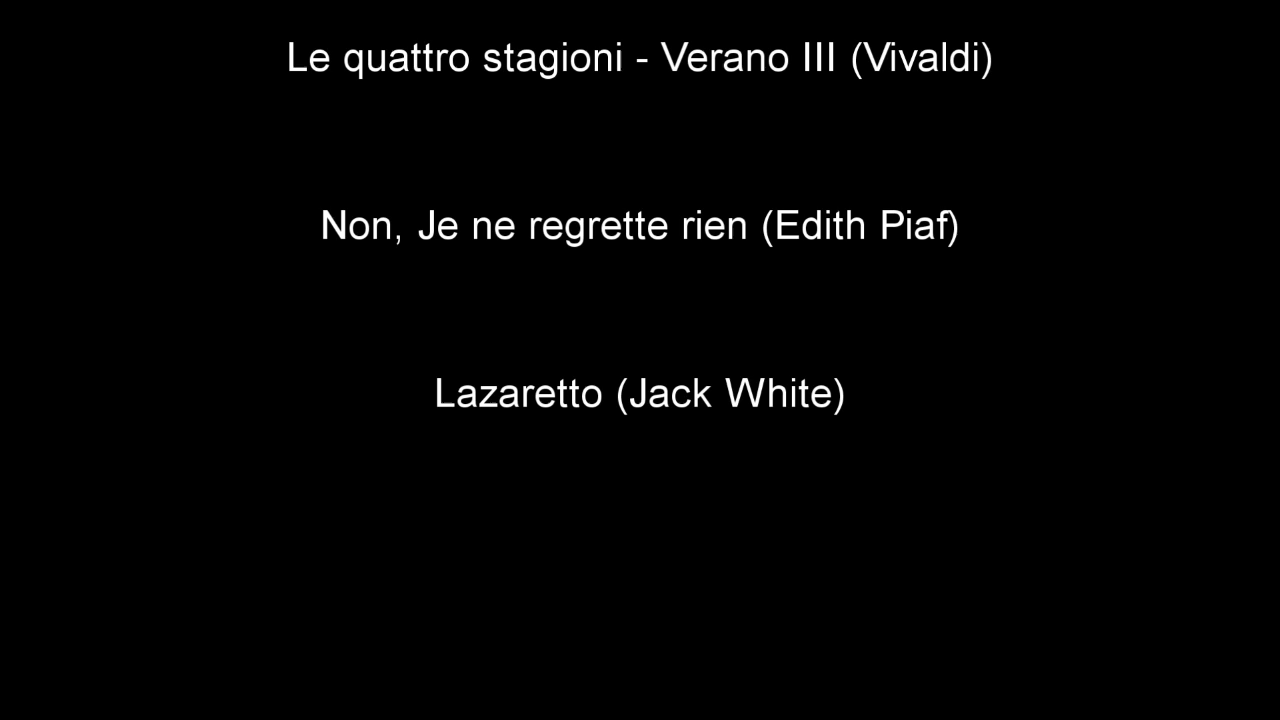 Le quattro stagioni - Verano III (Vivaldi)
Non, Je ne regrette rien (Edith Piaf)
Lazaretto (Jack White)